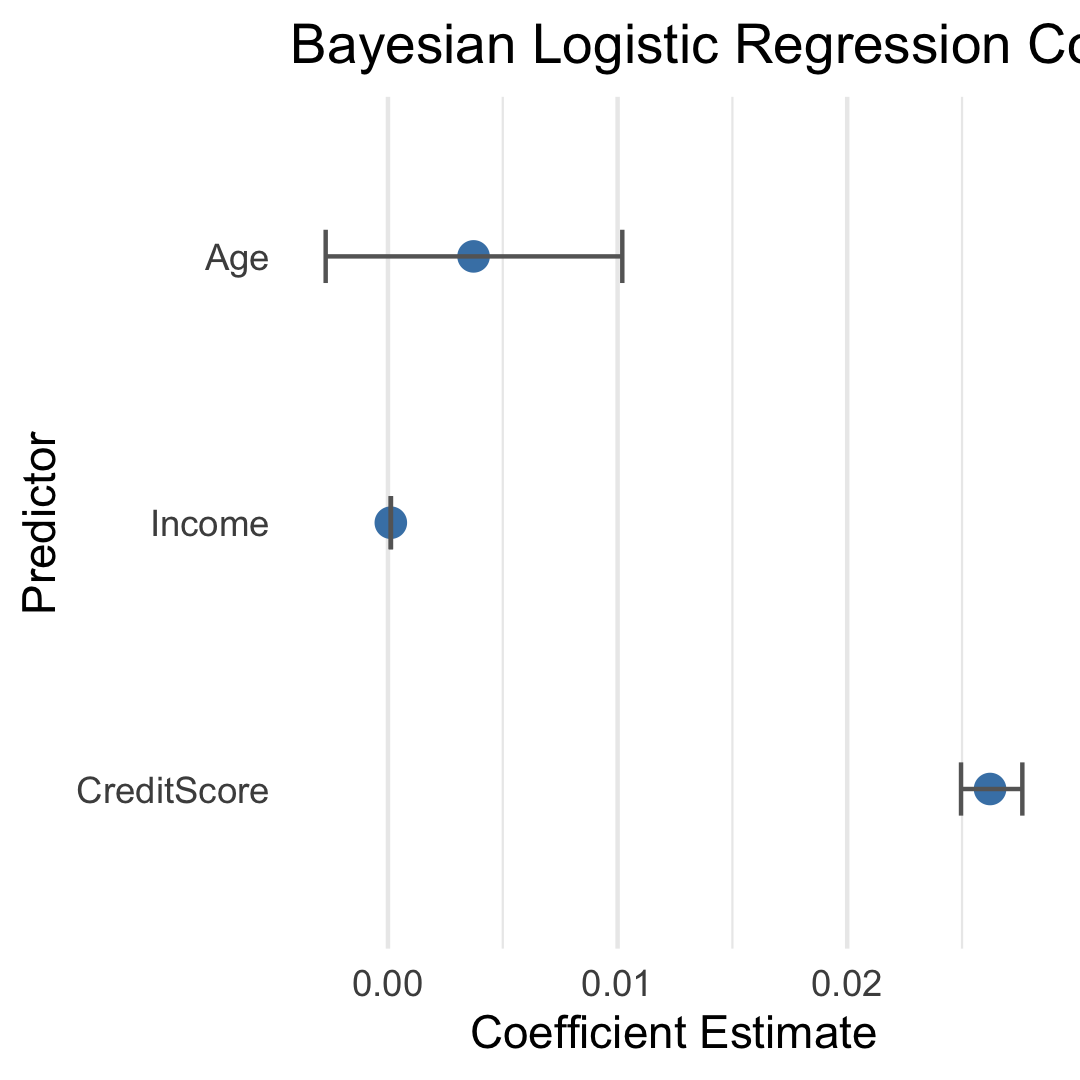 Bayesian Logistic Regression Co
Age
Income
CreditScore
Predictor
0.00 0.01 0.02
Coefficient Estimate